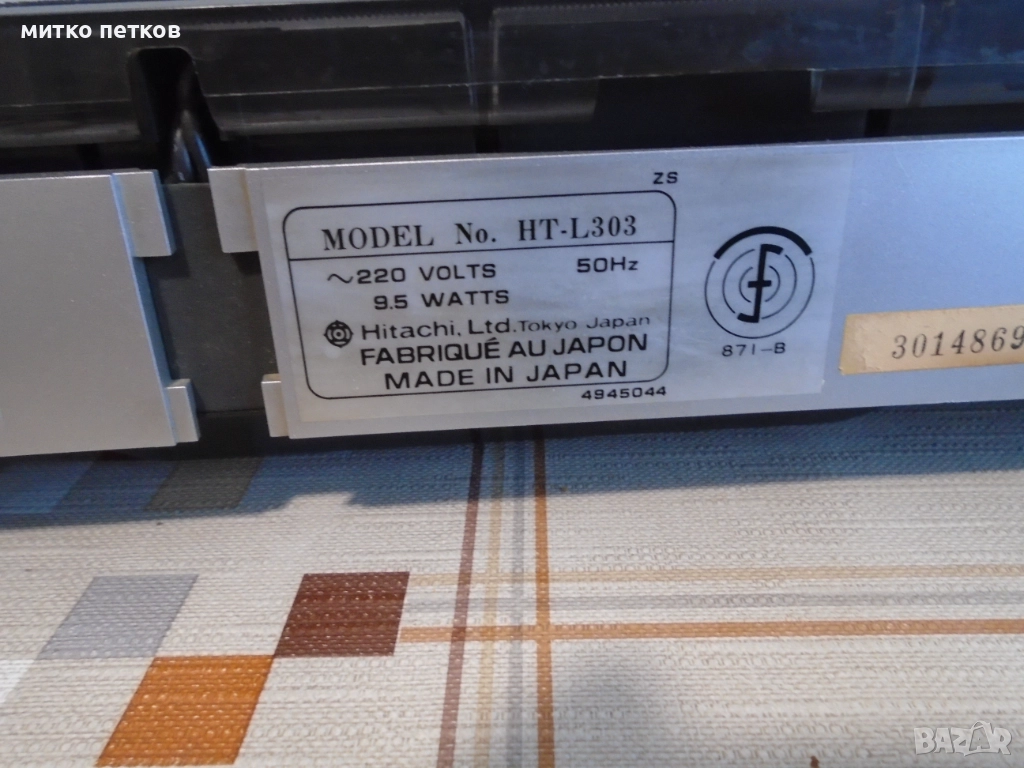 митко петков
ZS
MODEL No. HT-L303
~220 VOLTS 50Hz
9.5 WATTS
Hitachi, Ltd. Tokyo Japan
FABRIQUÉ AU JAPON
MADE IN JAPAN
4945044
871-B
3014869
BAZAR